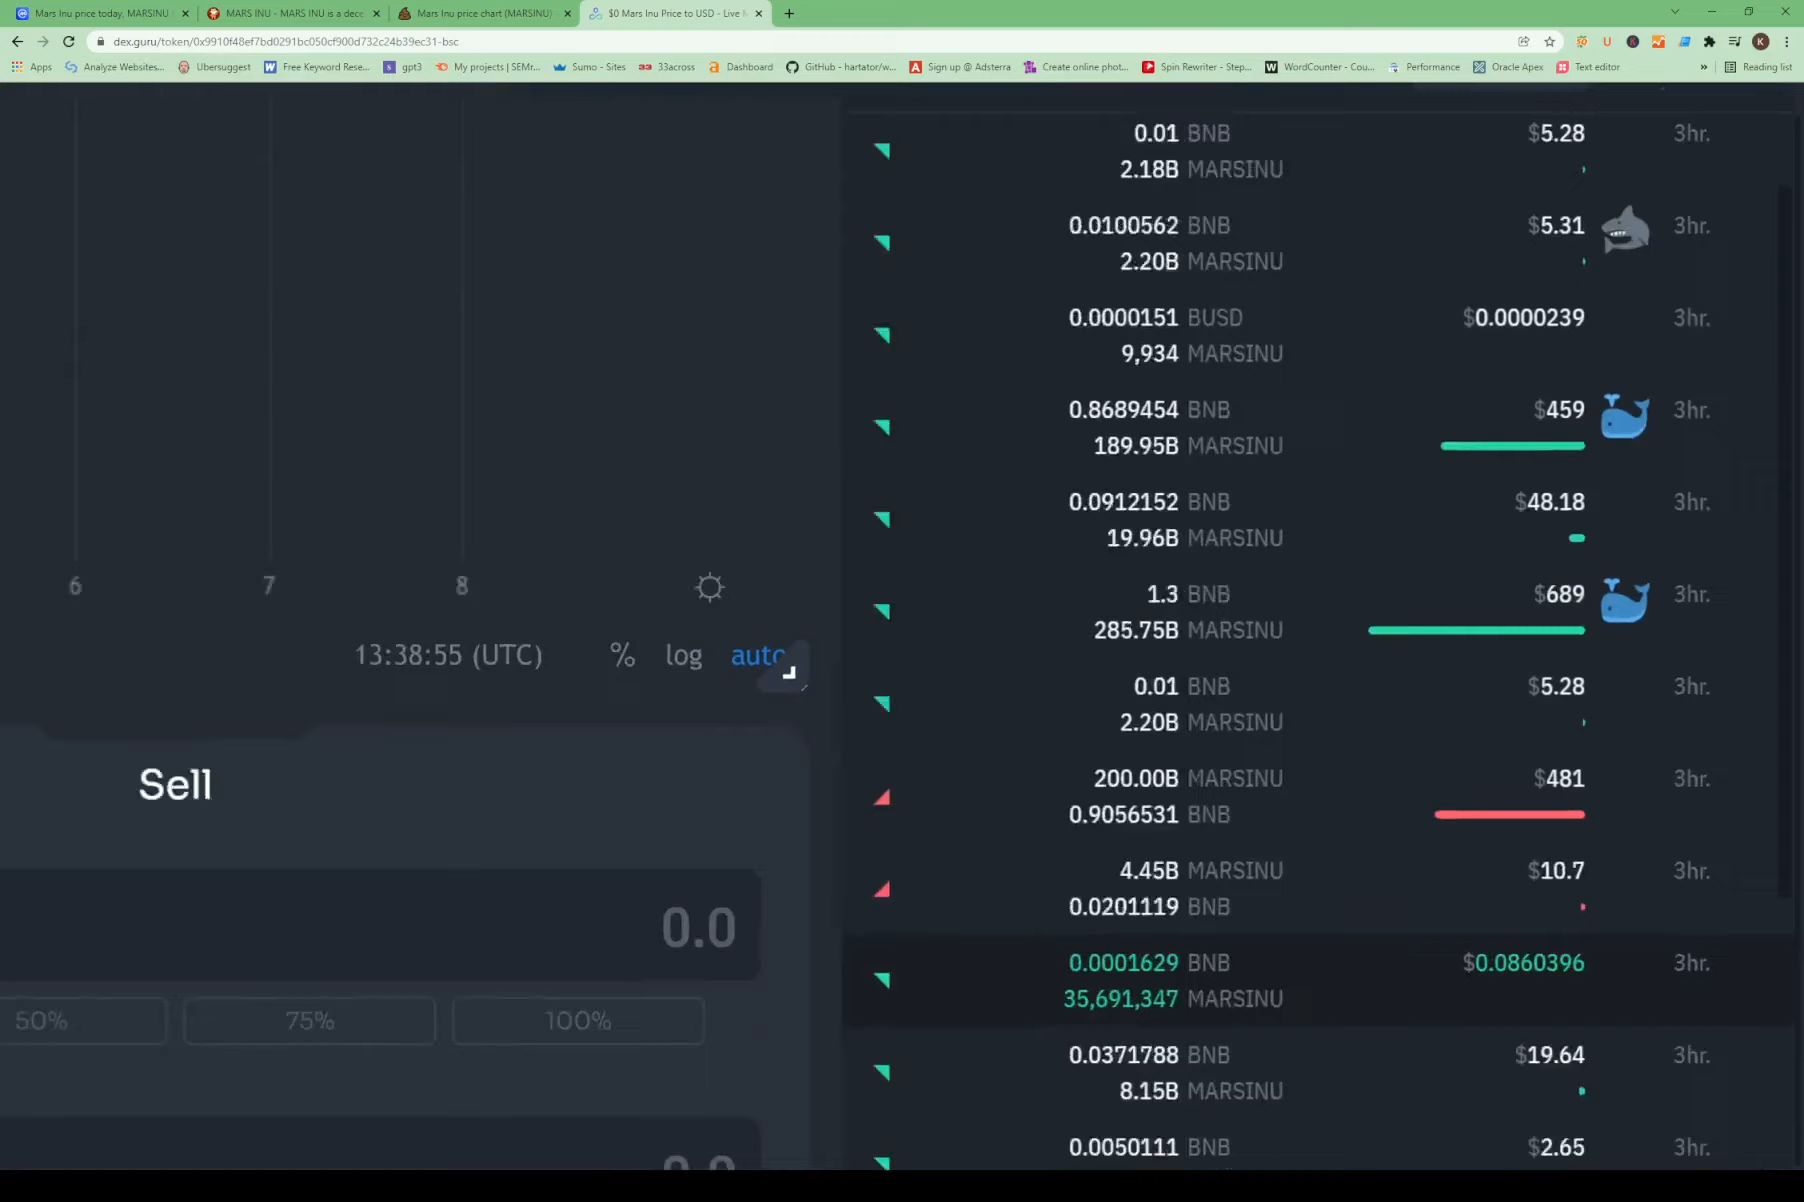 Mars Inu price today, MARSINU
MARS INU - MARS INU is a dece
Mars Inu price chart (MARSINU)
$0 Mars Inu Price to USD - Live M
dex.guru/token/0x9910f48ef7bd0291bc050cf900d732c24b39ec31-bsc
Apps
Analyze Websites...
Ubersuggest
Free Keyword Rese...
gpt3
My projects | SEMr...
Sumo - Sites
33across
Dashboard
GitHub - hartator/w...
Sign up @ Adsterra
Create online phot...
Spin Rewriter - Step...
WordCounter - Cou...
Performance
Oracle Apex
Text editor
»
Reading list
0.01 BNB $5.28 3hr.
2.18B MARSINU
0.0100562 BNB $5.31 3hr.
2.20B MARSINU
0.0000151 BUSD $0.0000239 3hr.
9,934 MARSINU
0.8689454 BNB $459 3hr.
189.95B MARSINU
0.0912152 BNB $48.18 3hr.
19.96B MARSINU
1.3 BNB $689 3hr.
285.75B MARSINU
0.01 BNB $5.28 3hr.
2.20B MARSINU
200.00B MARSINU $481 3hr.
0.9056531 BNB
4.45B MARSINU $10.7 3hr.
0.0201119 BNB
0.0001629 BNB $0.0860396 3hr.
35,691,347 MARSINU
0.0371788 BNB $19.64 3hr.
8.15B MARSINU
0.0050111 BNB $2.65 3hr.
6 7 8
13:38:55 (UTC) % log auto
Sell
0.0
50% 75% 100%
0.0